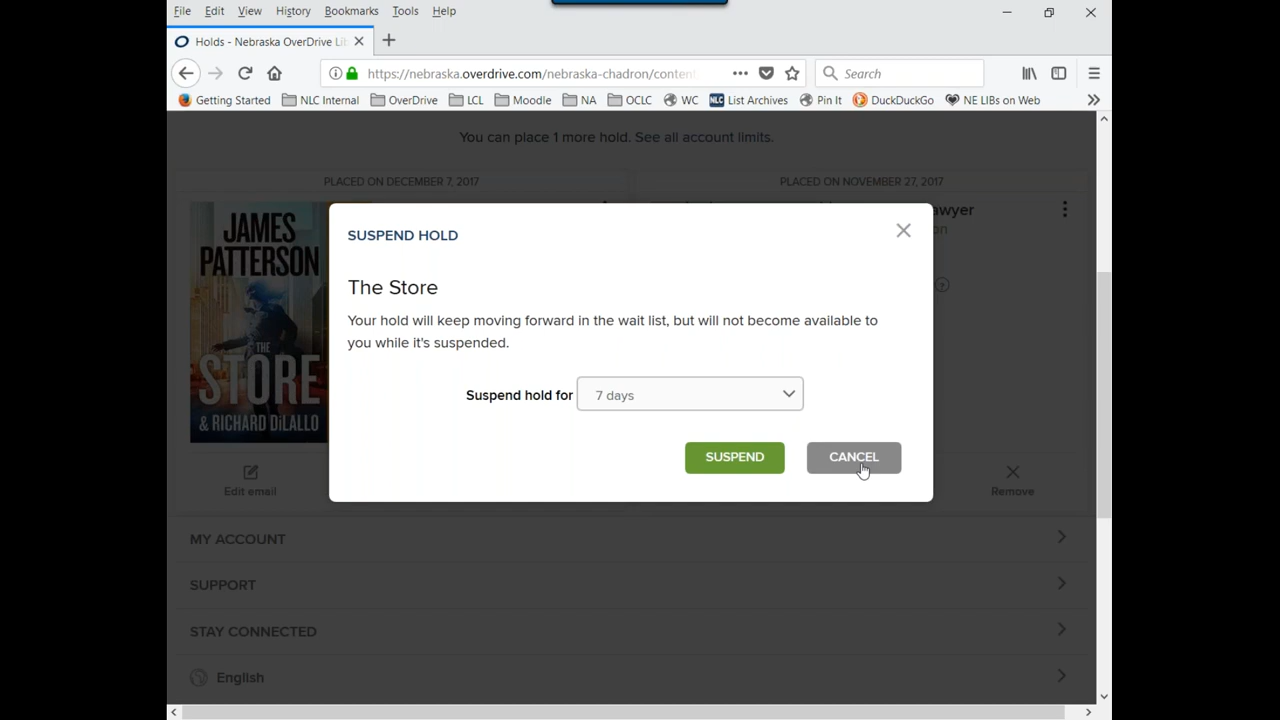 File Edit View History Bookmarks Tools Help
Holds - Nebraska OverDrive Lib
https://nebraska.overdrive.com/nebraska-chadron/content
Search
Getting Started NLC Internal OverDrive LCL Moodle NA OCLC WC NLC List Archives Pin It DuckDuckGo NE LIBs on Web
You can place 1 more hold. See all account limits.
PLACED ON DECEMBER 7, 2017 PLACED ON NOVEMBER 27, 2017
JAMES
PATTERSON
THE
STORE
& RICHARD DiLALLO
awyer
on
SUSPEND HOLD
The Store
Your hold will keep moving forward in the wait list, but will not become available to
you while it's suspended.
Suspend hold for 7 days
SUSPEND CANCEL
Edit email Remove
MY ACCOUNT
SUPPORT
STAY CONNECTED
English